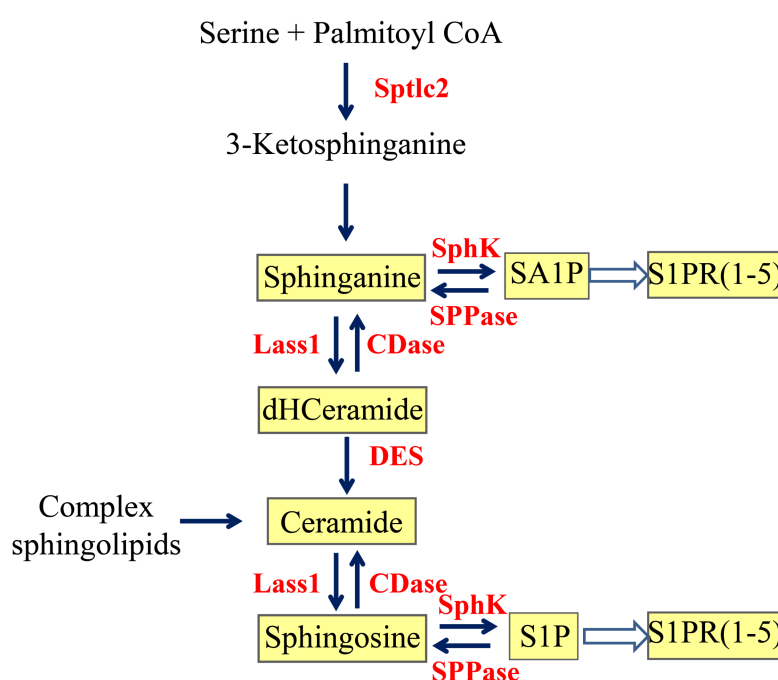 Serine + Palmitoyl CoA
Sptlc2
3-Ketosphinganine
SphK
Sphinganine
SA1P
S1PR(1-5)
SPPase
Lass1
CDase
dHCeramide
DES
Complex
sphingolipids
Ceramide
Lass1
CDase
SphK
Sphingosine
S1P
S1PR(1-5)
SPPase